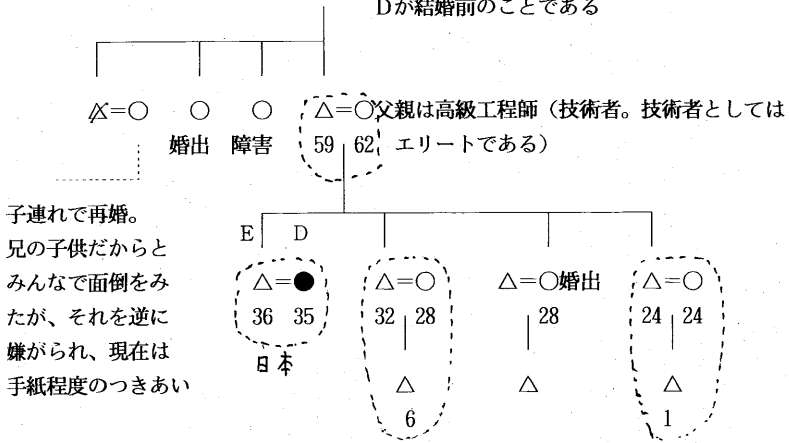 Dが結婚前のことである
△=○ ○ ○ △=○父親は高級工程師（技術者。技術者としては
婚出 障害 59 62 エリートである）
子連れで再婚。
兄の子供だからと
みんなで面倒をみ
たが、それを逆に
嫌がられ、現在は
手紙程度のつきあい
E D
△=● △=○ △=○婚出 △=○
36 35 32 28 28 24 24
日本
△ △ △
6 1